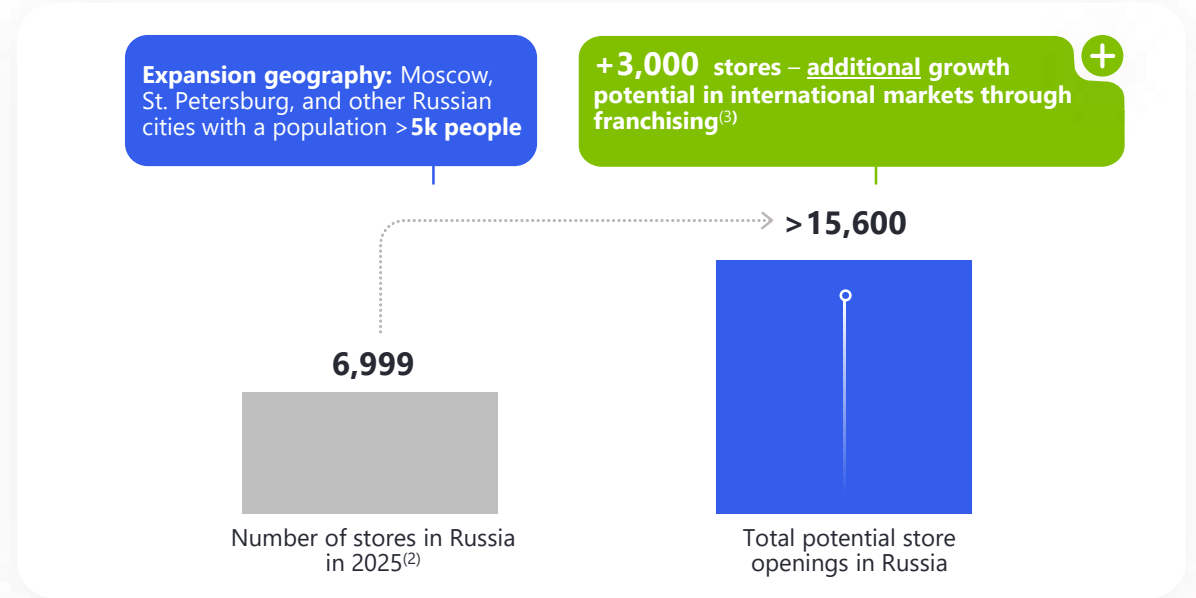 Expansion geography: Moscow,
St. Petersburg, and other Russian
cities with a population >5k people
+3,000 stores – additional growth
potential in international markets through
franchising(3)
>15,600
6,999
Number of stores in Russia
in 2025(2)
Total potential store
openings in Russia